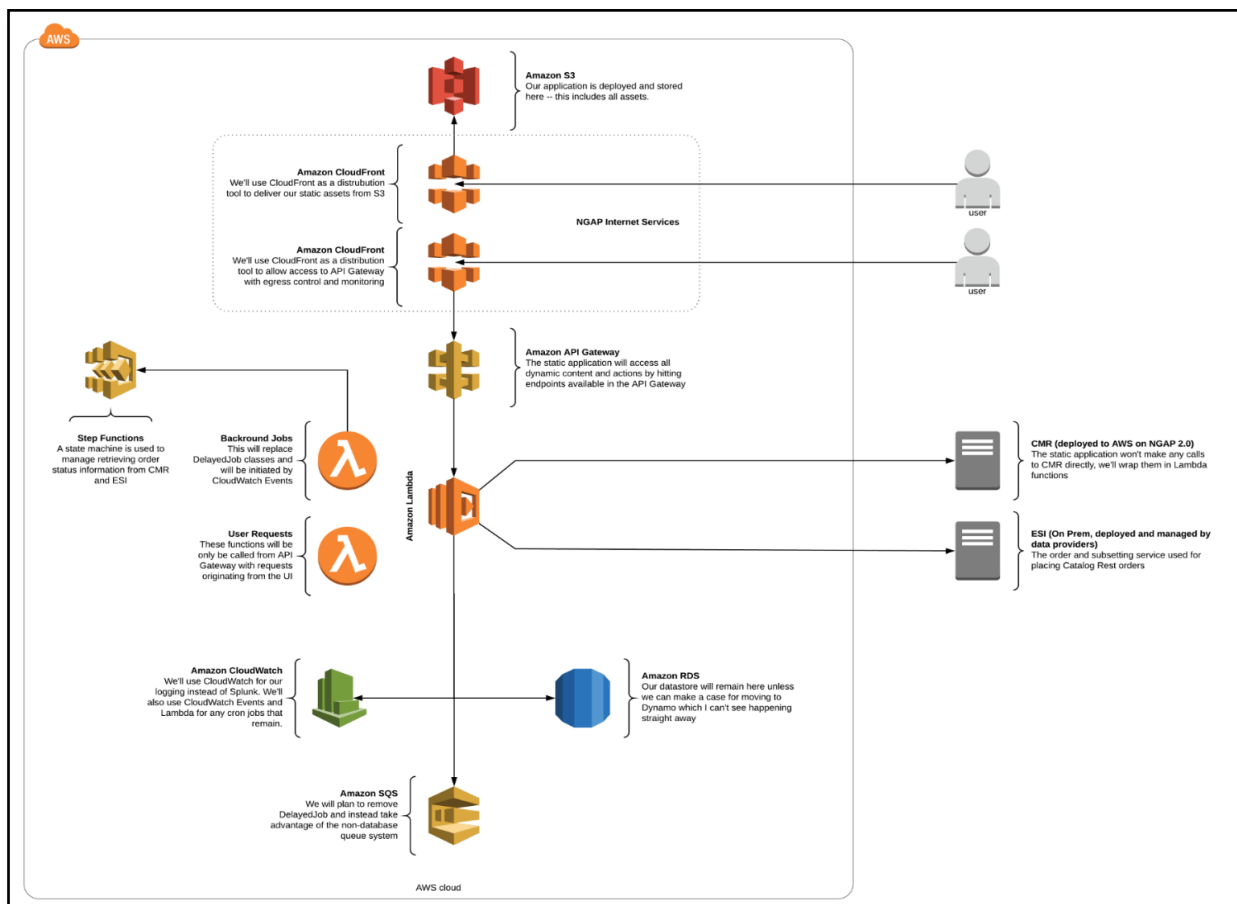 AWS
Amazon S3
Our application is deployed and stored
here -- this includes all assets.
Amazon CloudFront
We'll use CloudFront as a distrubution
tool to deliver our static assets from S3
user
NGAP Internet Services
Amazon CloudFront
We'll use CloudFront as a distribution
tool to allow access to API Gateway
with egress control and monitoring
user
Amazon API Gateway
The static application will access all
dynamic content and actions by hitting
endpoints available in the API Gateway
Step Functions
A state machine is used to
manage retrieving order
status information from CMR
and ESI
Backround Jobs
This will replace
DelayedJob classes and
will be initiated by
CloudWatch Events
Amazon Lambda
CMR (deployed to AWS on NGAP 2.0)
The static application won't make any calls
to CMR directly, we'll wrap them in Lambda
functions
User Requests
These functions will be
only be called from API
Gateway with requests
originating from the UI
ESI (On Prem, deployed and managed by
data providers)
The order and subsetting service used for
placing Catalog Rest orders
Amazon CloudWatch
We'll use CloudWatch for our
logging instead of Splunk. We'll
also use CloudWatch Events and
Lambda for any cron jobs that
remain.
Amazon RDS
Our datastore will remain here unless
we can make a case for moving to
Dynamo which I can't see happening
straight away
Amazon SQS
We will plan to remove
DelayedJob and instead take
advantage of the non-database
queue system
AWS cloud